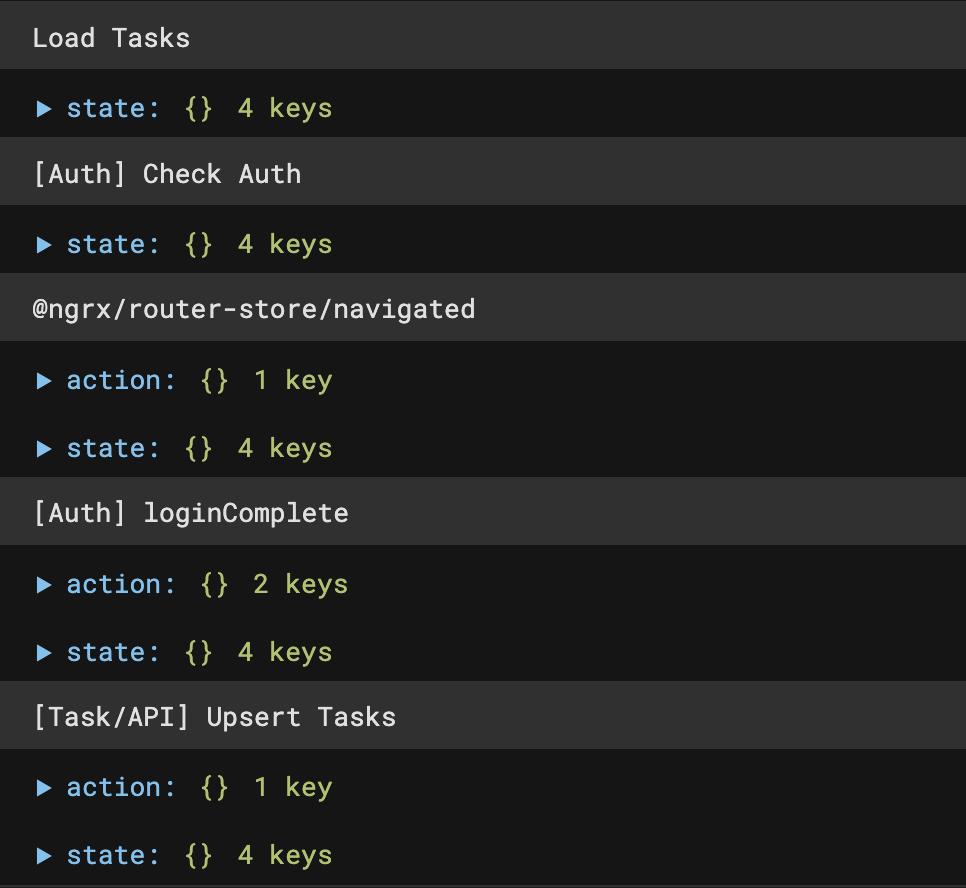 Load Tasks
▶ state: {} 4 keys
[Auth] Check Auth
▶ state: {} 4 keys
@ngrx/router-store/navigated
▶ action: {} 1 key
▶ state: {} 4 keys
[Auth] loginComplete
▶ action: {} 2 keys
▶ state: {} 4 keys
[Task/API] Upsert Tasks
▶ action: {} 1 key
▶ state: {} 4 keys